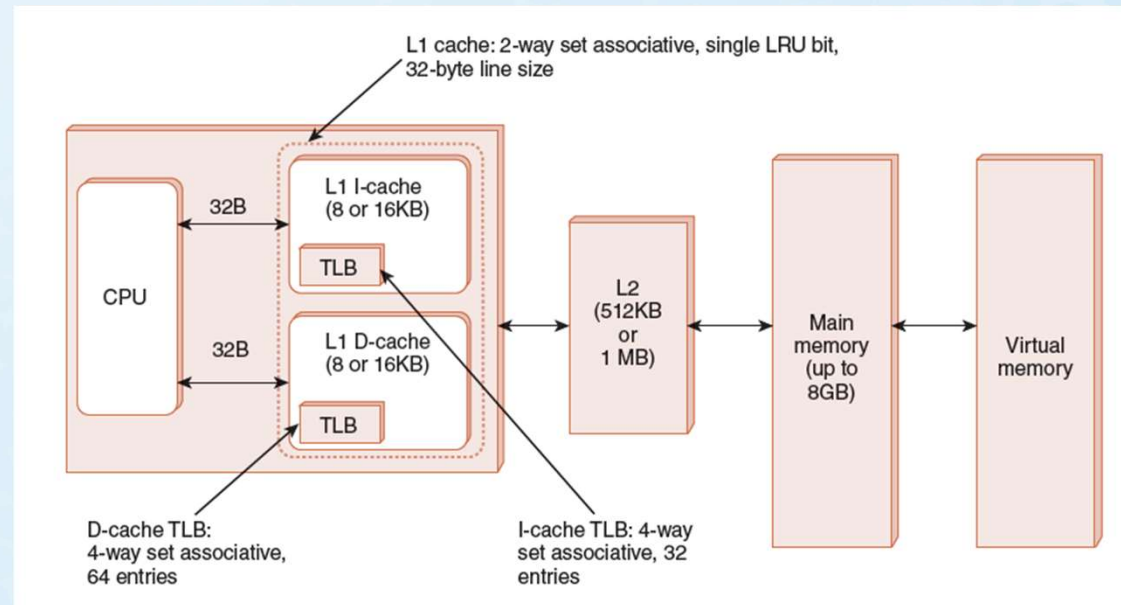 L1 cache: 2-way set associative, single LRU bit,
32-byte line size
CPU
32B
32B
L1 I-cache
(8 or 16KB)
TLB
L1 D-cache
(8 or 16KB)
TLB
L2
(512KB
or
1 MB)
Main
memory
(up to
8GB)
Virtual
memory
D-cache TLB:
4-way set associative,
64 entries
I-cache TLB: 4-way
set associative, 32
entries